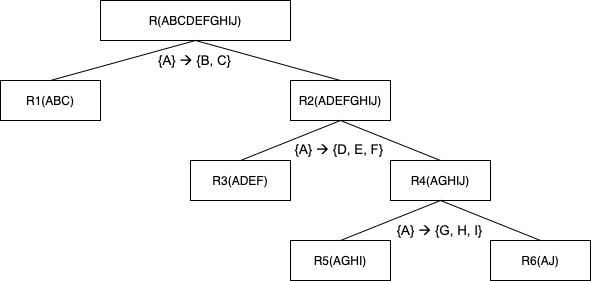 R(ABCDEFGHIJ)
{A} → {B, C}
R1(ABC)
R2(ADEFGHIJ)
{A} → {D, E, F}
R3(ADEF)
R4(AGHIJ)
{A} → {G, H, I}
R5(AGHI)
R6(AJ)